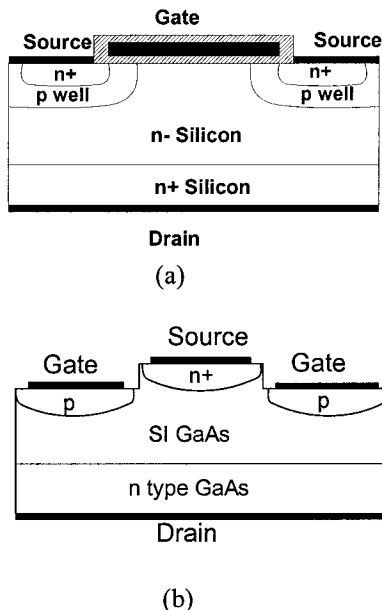 Gate
Source Source
n+ n+
p well p well
n- Silicon
n+ Silicon
Drain
(a)
Source
Gate Gate
n+
p p
SI GaAs
n type GaAs
Drain
(b)